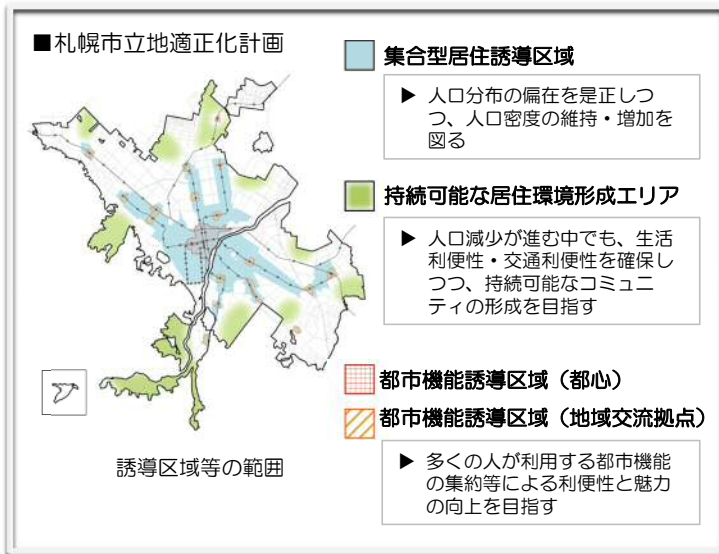 ■札幌市立地適正化計画
集合型居住誘導区域
▶ 人口分布の偏在を是正しつ
つ、人口密度の維持・増加を
図る
持続可能な居住環境形成エリア
▶ 人口減少が進む中でも、生活
利便性・交通利便性を確保し
つつ、持続可能なコミュニ
ティの形成を目指す
都市機能誘導区域（都心）
都市機能誘導区域（地域交流拠点）
▶ 多くの人が利用する都市機能
の集約等による利便性と魅力
の向上を目指す
誘導区域等の範囲